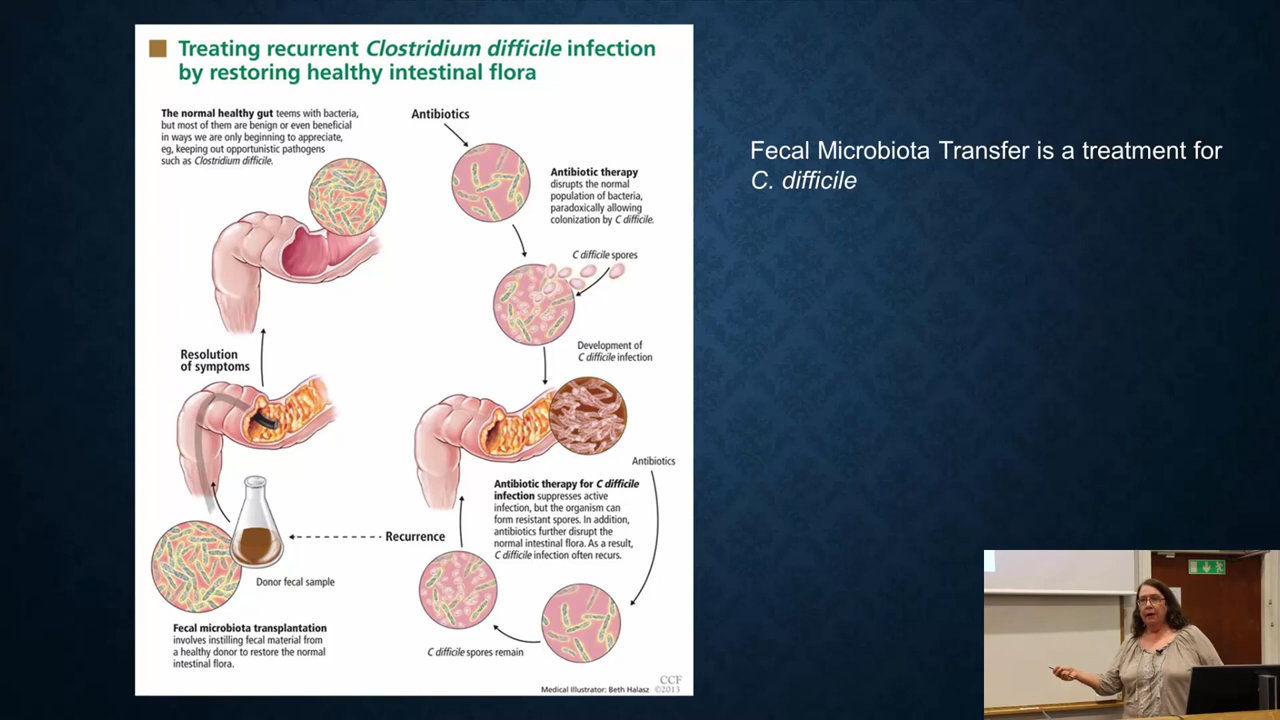 Treating recurrent Clostridium difficile infection
by restoring healthy intestinal flora
The normal healthy gut teems with bacteria,
but most of them are benign or even beneficial
in ways we are only beginning to appreciate,
eg, keeping out opportunistic pathogens
such as Clostridium difficile.
Antibiotics
Antibiotic therapy
disrupts the normal
population of bacteria,
paradoxically allowing
colonization by C difficile.
C difficile spores
Development of
C difficile infection
Resolution
of symptoms
Antibiotics
Antibiotic therapy for C difficile
infection suppresses active
infection, but the organism can
form resistant spores. In addition,
antibiotics further disrupt the
normal intestinal flora. As a result,
C difficile infection often recurs.
Recurrence
Donor fecal sample
Fecal microbiota transplantation
involves instilling fecal material from
a healthy donor to restore the normal
intestinal flora.
C difficile spores remain
CCF
Medical Illustrator: Beth Halasz ©2013
Fecal Microbiota Transfer is a treatment for
C. difficile